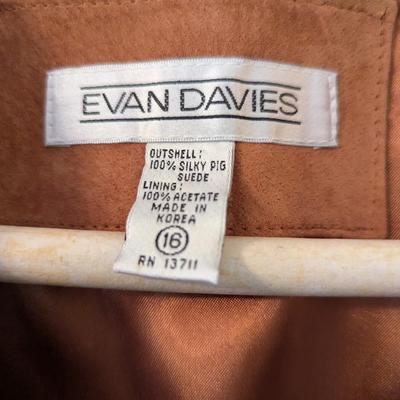 EVAN DAVIES
OUTSHELL:
100% SILKY PIG
SUEDE
LINING:
100% ACETATE
MADE IN
KOREA
16
RN 13711